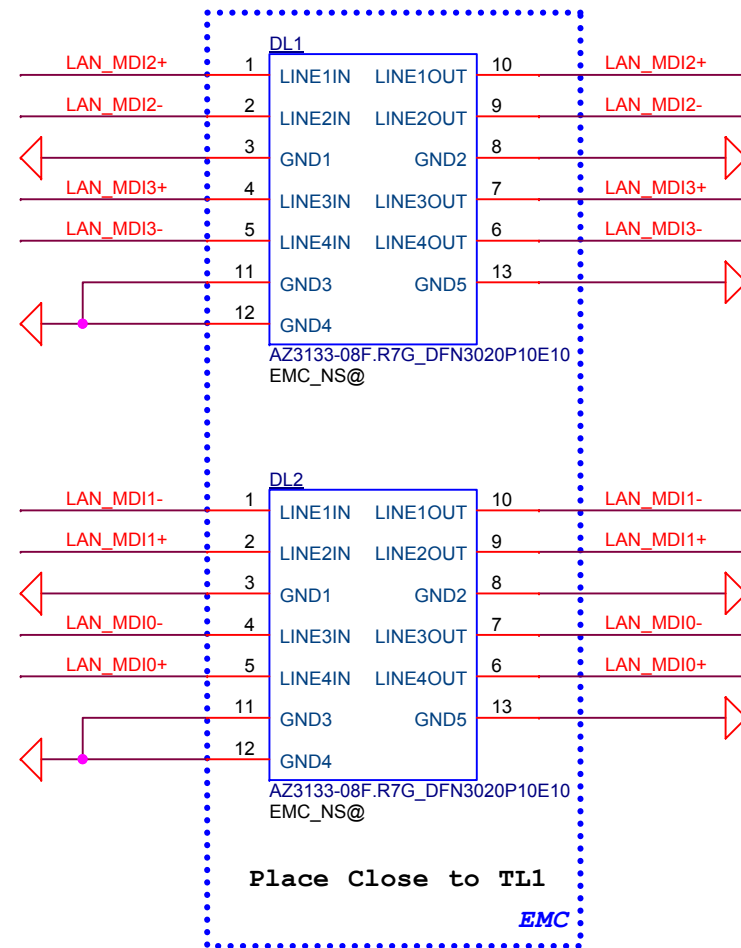 DL1
LAN_MDI2+ 1 LINE1IN LINE1OUT 10 LAN_MDI2+
LAN_MDI2- 2 LINE2IN LINE2OUT 9 LAN_MDI2-
3 GND1 GND2 8
LAN_MDI3+ 4 LINE3IN LINE3OUT 7 LAN_MDI3+
LAN_MDI3- 5 LINE4IN LINE4OUT 6 LAN_MDI3-
11 GND3 GND5 13
12 GND4
AZ3133-08F.R7G_DFN3020P10E10
EMC_NS@
DL2
LAN_MDI1- 1 LINE1IN LINE1OUT 10 LAN_MDI1-
LAN_MDI1+ 2 LINE2IN LINE2OUT 9 LAN_MDI1+
3 GND1 GND2 8
LAN_MDI0- 4 LINE3IN LINE3OUT 7 LAN_MDI0-
LAN_MDI0+ 5 LINE4IN LINE4OUT 6 LAN_MDI0+
11 GND3 GND5 13
12 GND4
AZ3133-08F.R7G_DFN3020P10E10
EMC_NS@
Place Close to TL1
EMC